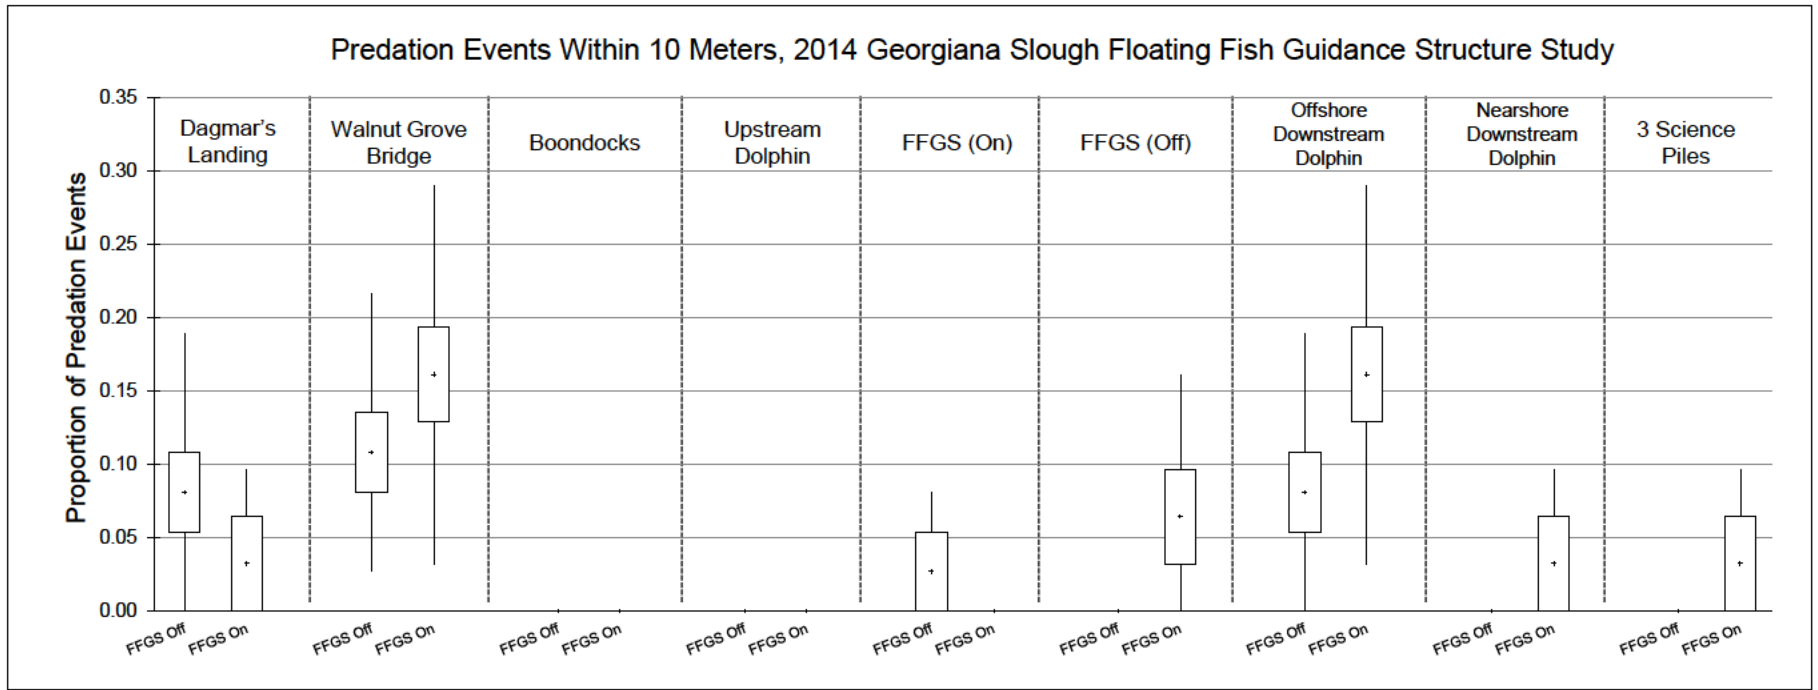 Predation Events Within 10 Meters, 2014 Georgiana Slough Floating Fish Guidance Structure Study
Proportion of Predation Events
0.35
0.30
0.25
0.20
0.15
0.10
0.05
0.00
Dagmar's
Landing
Walnut Grove
Bridge
Boondocks
Upstream
Dolphin
FFGS (On)
FFGS (Off)
Offshore
Downstream
Dolphin
Nearshore
Downstream
Dolphin
3 Science
Piles
FFGS Off
FFGS On
FFGS Off
FFGS On
FFGS Off
FFGS On
FFGS Off
FFGS On
FFGS Off
FFGS On
FFGS Off
FFGS On
FFGS Off
FFGS On
FFGS Off
FFGS On
FFGS Off
FFGS On